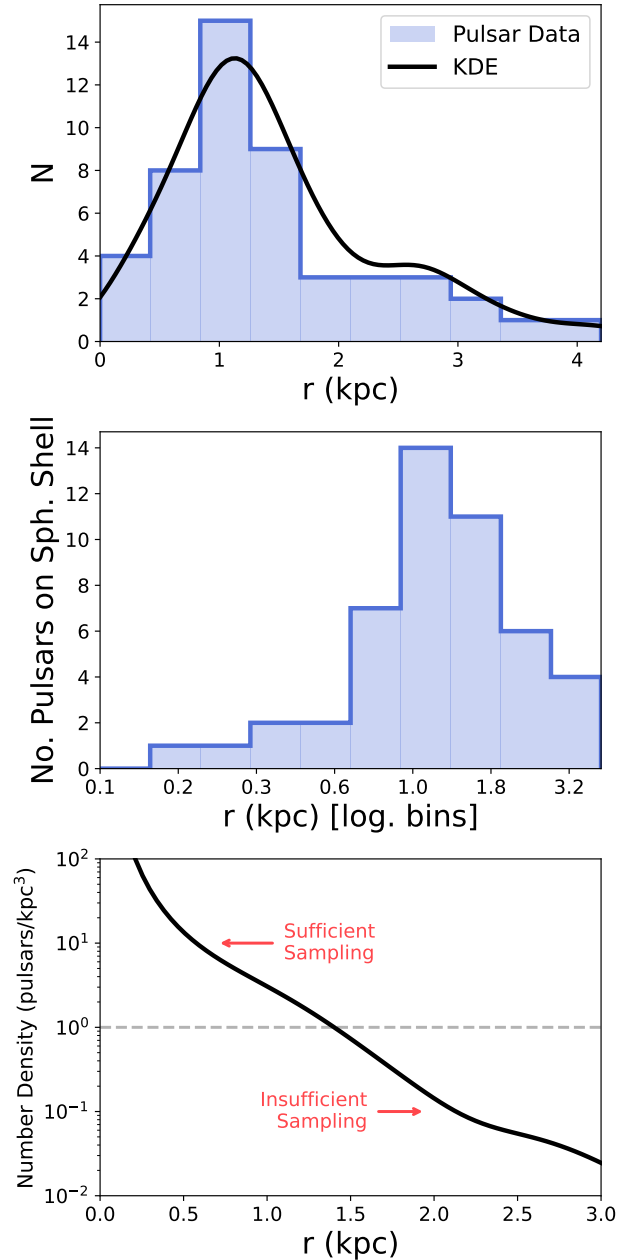 14
12
10
8
6
4
2
0
N
Pulsar Data
KDE
0 1 2 3 4
r (kpc)
14
12
10
8
6
4
2
0
No. Pulsars on Sph. Shell
0.1 0.2 0.3 0.6 1.0 1.8 3.2
r (kpc) [log. bins]
10²
10¹
10⁰
10⁻¹
10⁻²
Number Density (pulsars/kpc³)
Sufficient
Sampling
Insufficient
Sampling
0.0 0.5 1.0 1.5 2.0 2.5 3.0
r (kpc)